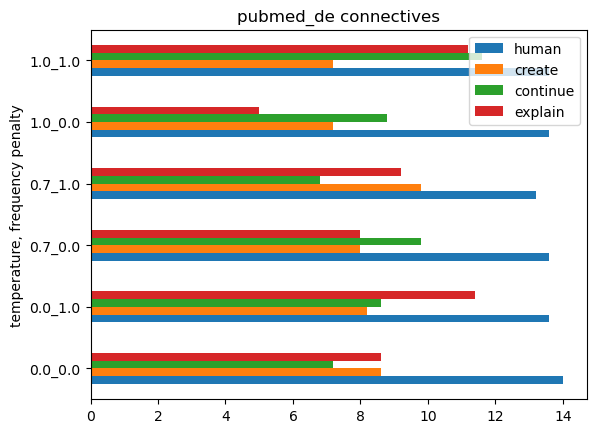 pubmed_de connectives
human
create
continue
explain
temperature, frequency penalty
1.0_1.0
1.0_0.0
0.7_1.0
0.7_0.0
0.0_1.0
0.0_0.0
0 2 4 6 8 10 12 14